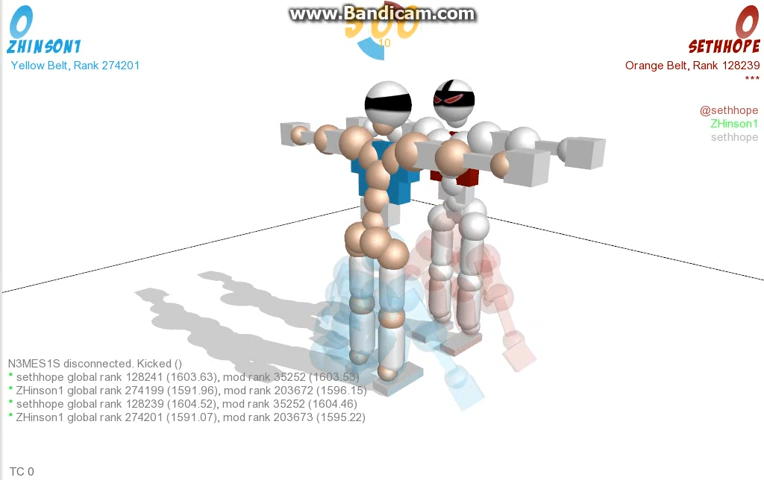 www.Bandicam.com
0
ZHINSON1
Yellow Belt, Rank 274201
500
10
0
SETHHOPE
Orange Belt, Rank 128239
***
@sethhope
ZHinson1
sethhope
N3MES1S disconnected. Kicked ()
* sethhope global rank 128241 (1603.63), mod rank 35252 (1603.53)
* ZHinson1 global rank 274199 (1591.96), mod rank 203672 (1596.15)
* sethhope global rank 128239 (1604.52), mod rank 35252 (1604.46)
* ZHinson1 global rank 274201 (1591.07), mod rank 203673 (1595.22)
TC 0